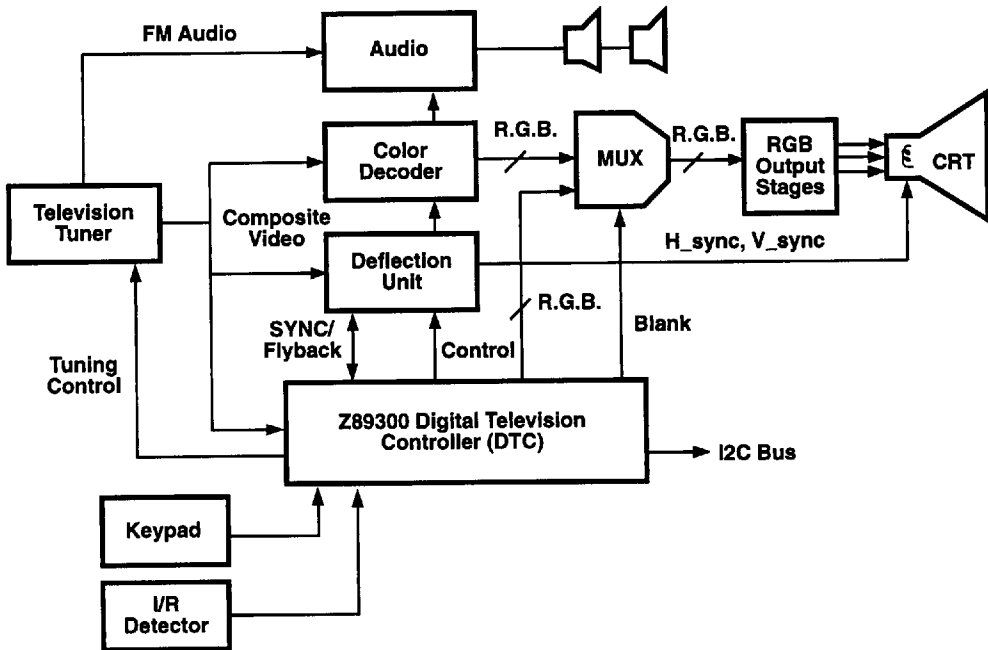 FM Audio
Audio
Color
Decoder
R.G.B.
MUX
R.G.B.
RGB
Output
Stages
CRT
Television
Tuner
Composite
Video
Deflection
Unit
H_sync, V_sync
SYNC/
Flyback
Control
R.G.B.
Blank
Tuning
Control
Z89300 Digital Television
Controller (DTC)
I2C Bus
Keypad
I/R
Detector